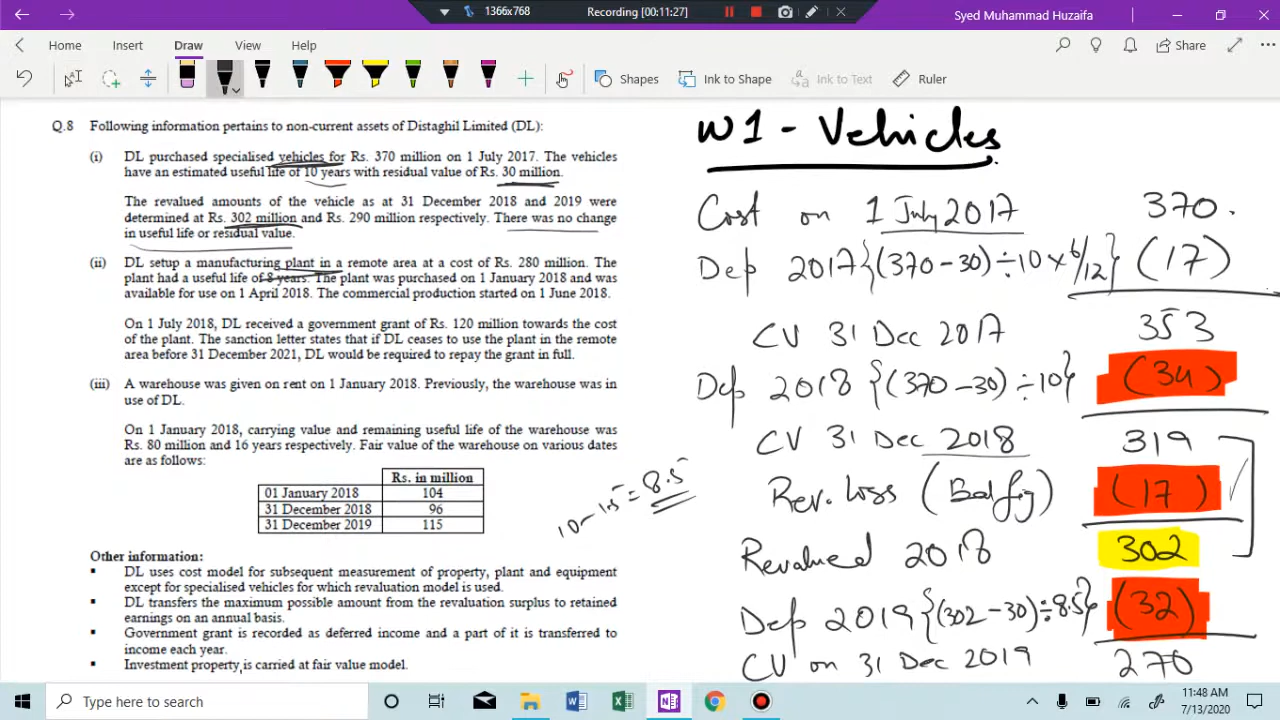 1366x768
Recording [00:11:27]
Syed Muhammad Huzaifa
Home Insert Draw View Help
Share
Shapes
Ink to Shape
Ink to Text
Ruler
Q.8 Following information pertains to non-current assets of Distaghil Limited (DL):
(i) DL purchased specialised vehicles for Rs. 370 million on 1 July 2017. The vehicles
have an estimated useful life of 10 years with residual value of Rs. 30 million.
The revalued amounts of the vehicle as at 31 December 2018 and 2019 were
determined at Rs. 302 million and Rs. 290 million respectively. There was no change
in useful life or residual value.
(ii) DL setup a manufacturing plant in a remote area at a cost of Rs. 280 million. The
plant had a useful life of 8 years. The plant was purchased on 1 January 2018 and was
available for use on 1 April 2018. The commercial production started on 1 June 2018.
On 1 July 2018, DL received a government grant of Rs. 120 million towards the cost
of the plant. The sanction letter states that if DL ceases to use the plant in the remote
area before 31 December 2021, DL would be required to repay the grant in full.
(iii) A warehouse was given on rent on 1 January 2018. Previously, the warehouse was in
use of DL.
On 1 January 2018, carrying value and remaining useful life of the warehouse was
Rs. 80 million and 16 years respectively. Fair value of the warehouse on various dates
are as follows:
Rs. in million
01 January 2018 104
31 December 2018 96
31 December 2019 115
Other information:
▪ DL uses cost model for subsequent measurement of property, plant and equipment
except for specialised vehicles for which revaluation model is used.
▪ DL transfers the maximum possible amount from the revaluation surplus to retained
earnings on an annual basis.
▪ Government grant is recorded as deferred income and a part of it is transferred to
income each year.
▪ Investment property is carried at fair value model.
W1 - Vehicles
Cost on 1 July 2017 370.
Dep 2017 {(370-30)÷10 x 6/12} (17)
CV 31 Dec 2017 353
Dep 2018 {(370-30)÷10} (34)
CV 31 Dec 2018 319
Rev. Loss (Bal fig) (17)
10-1.5=8.5
Revalued 2018 302
Dep 2019 {(302-30)÷8.5} (32)
CV on 31 Dec 2019 270
Type here to search
11:48 AM
7/13/2020